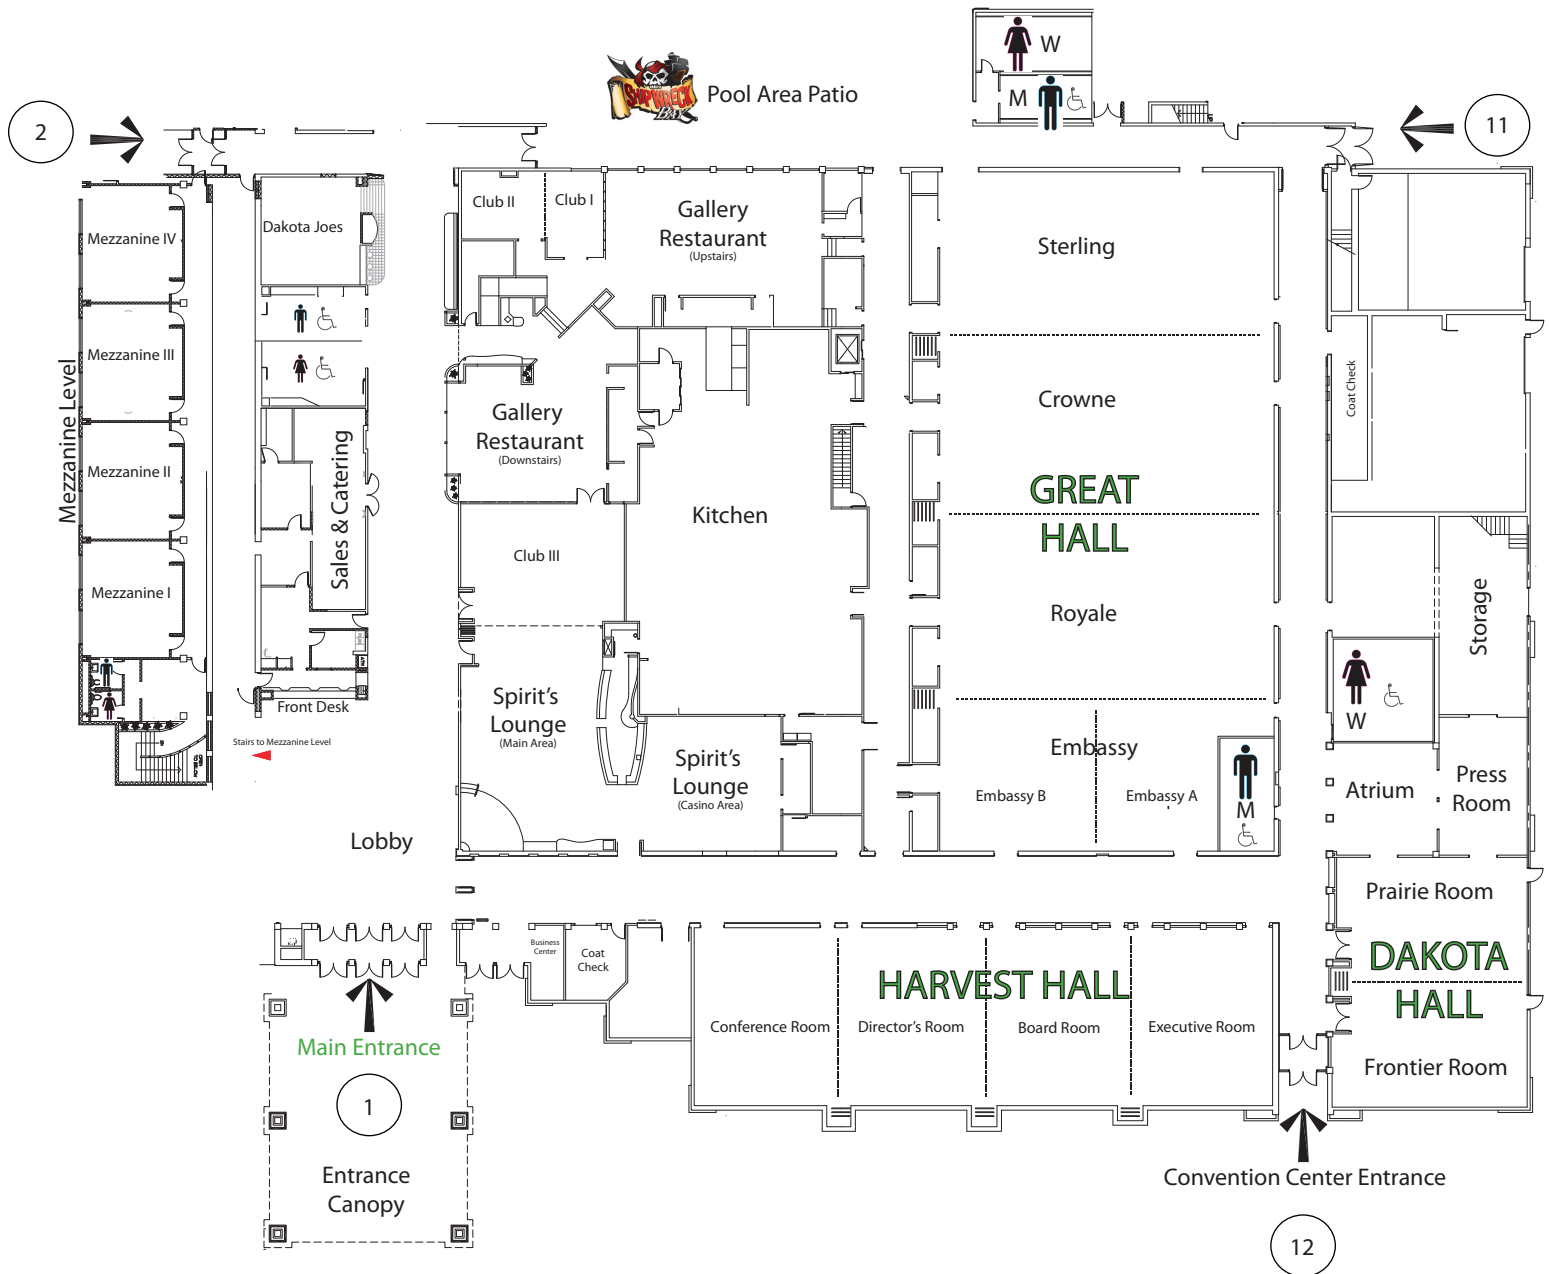 W
M
SHIPWRECK
BAY
Pool Area Patio
2
11
Club II
Club I
Gallery
Restaurant
(Upstairs)
Dakota Joes
Mezzanine IV
Mezzanine III
Mezzanine II
Mezzanine I
Mezzanine Level
Sales & Catering
Front Desk
Stairs to Mezzanine Level
Gallery
Restaurant
(Downstairs)
Kitchen
Club III
Spirit's
Lounge
(Main Area)
Spirit's
Lounge
(Casino Area)
Lobby
Sterling
Crowne
GREAT
HALL
Royale
Embassy
Embassy B
Embassy A
M
Coat Check
Storage
W
Atrium
Press
Room
Prairie Room
DAKOTA
HALL
Frontier Room
Business
Center
Coat
Check
HARVEST HALL
Conference Room
Director's Room
Board Room
Executive Room
Main Entrance
1
Entrance
Canopy
Convention Center Entrance
12